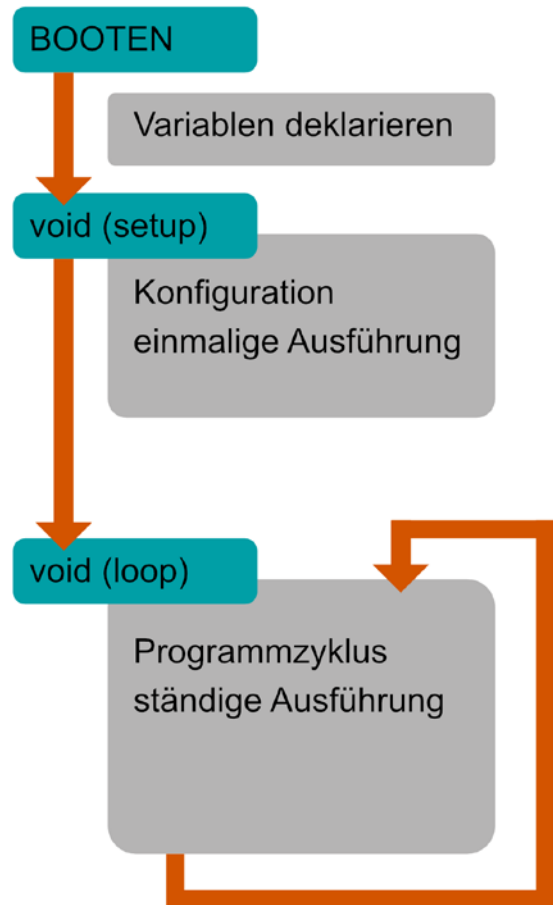 BOOTEN
Variablen deklarieren
void (setup)
Konfiguration
einmalige Ausführung
void (loop)
Programmzyklus
ständige Ausführung